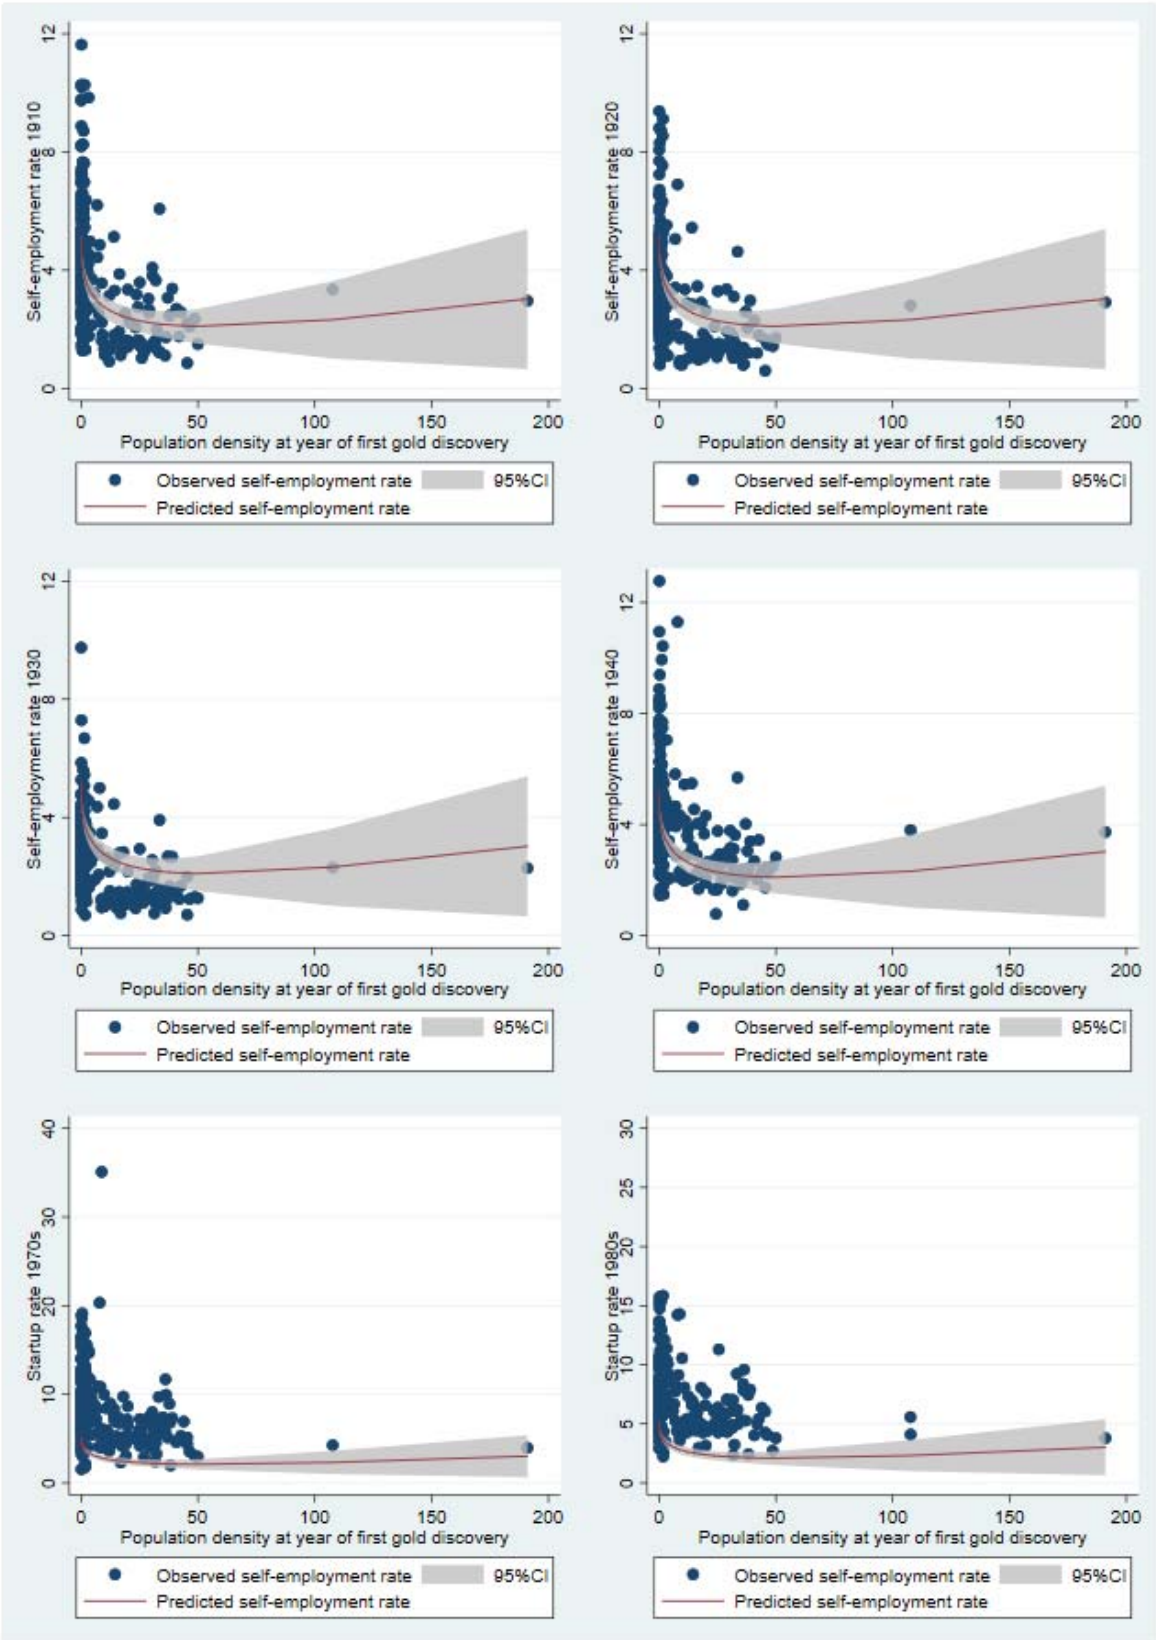 Self-employment rate 1910
12
8
4
0
0 50 100 150 200
Population density at year of first gold discovery
Observed self-employment rate 95%CI
Predicted self-employment rate
Self-employment rate 1920
12
8
4
0
0 50 100 150 200
Population density at year of first gold discovery
Observed self-employment rate 95%CI
Predicted self-employment rate
Self-employment rate 1930
12
8
4
0
0 50 100 150 200
Population density at year of first gold discovery
Observed self-employment rate 95%CI
Predicted self-employment rate
Self-employment rate 1940
12
8
4
0
0 50 100 150 200
Population density at year of first gold discovery
Observed self-employment rate 95%CI
Predicted self-employment rate
Startup rate 1970s
40
30
20
10
0
0 50 100 150 200
Population density at year of first gold discovery
Observed self-employment rate 95%CI
Predicted self-employment rate
Startup rate 1980s
30
25
20
15
10
5
0
0 50 100 150 200
Population density at year of first gold discovery
Observed self-employment rate 95%CI
Predicted self-employment rate